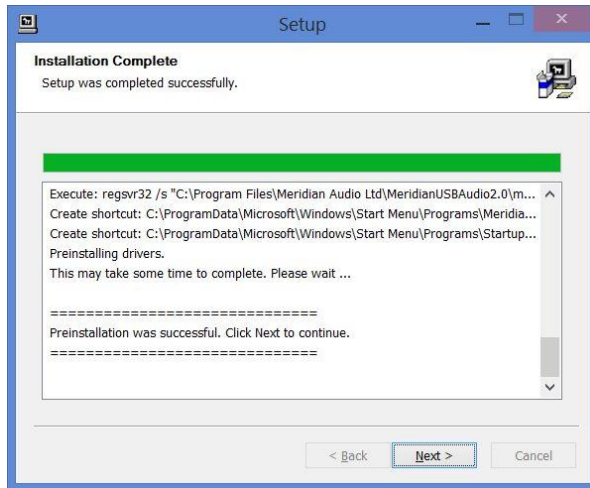 Setup
Installation Complete
Setup was completed successfully.
Execute: regsvr32 /s "C:\Program Files\Meridian Audio Ltd\MeridianUSBAudio2.0\m...
Create shortcut: C:\ProgramData\Microsoft\Windows\Start Menu\Programs\Meridia...
Create shortcut: C:\ProgramData\Microsoft\Windows\Start Menu\Programs\Startup...
Preinstalling drivers.
This may take some time to complete. Please wait ...
==============================
Preinstallation was successful. Click Next to continue.
==============================
< Back Next > Cancel